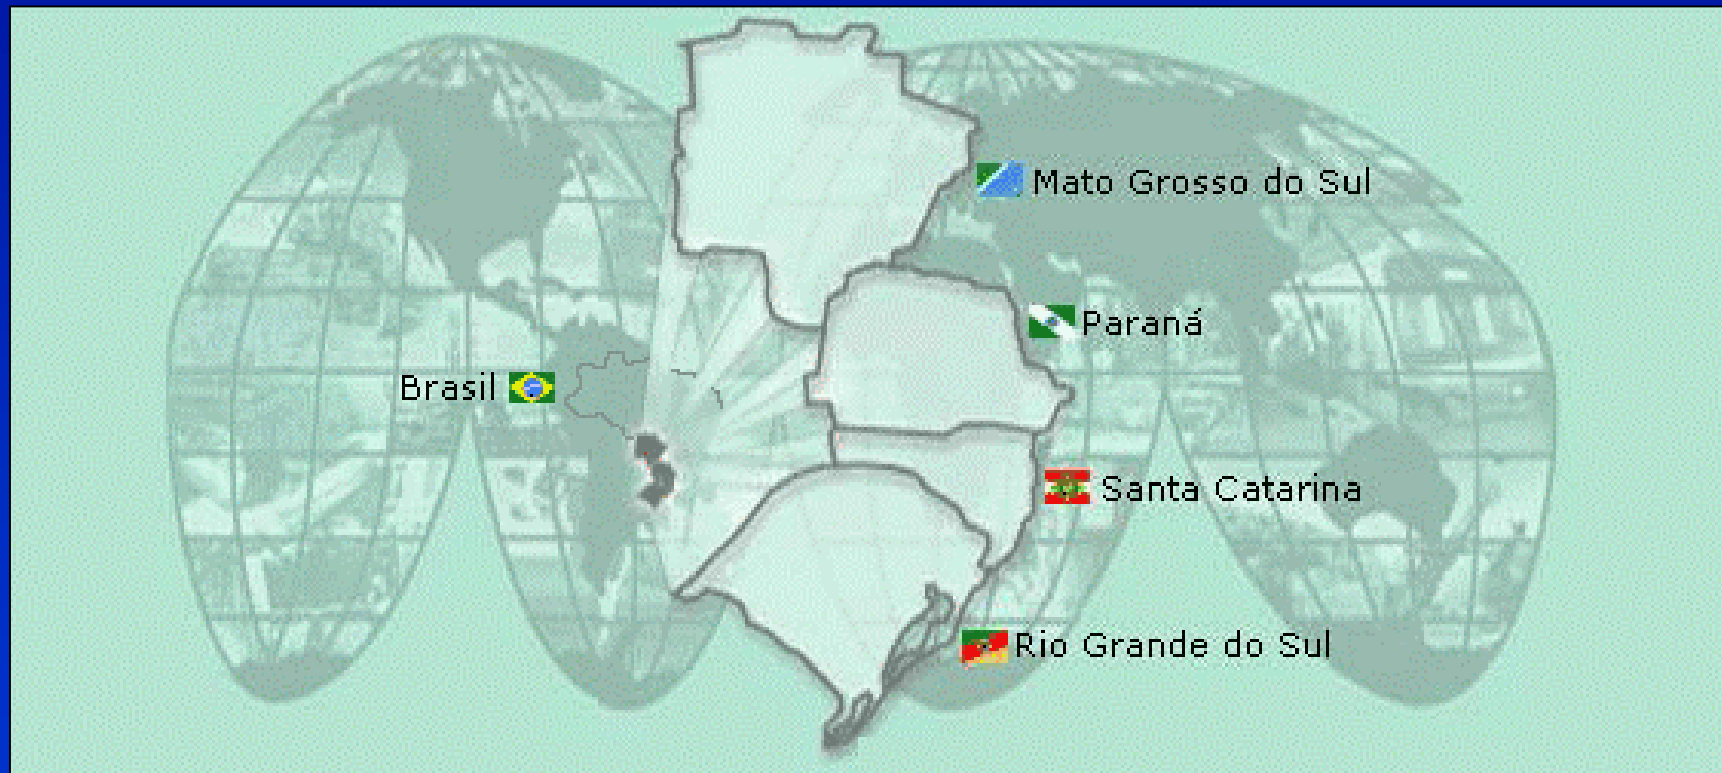 Mato Grosso do Sul
Paraná
Brasil
Santa Catarina
Rio Grande do Sul